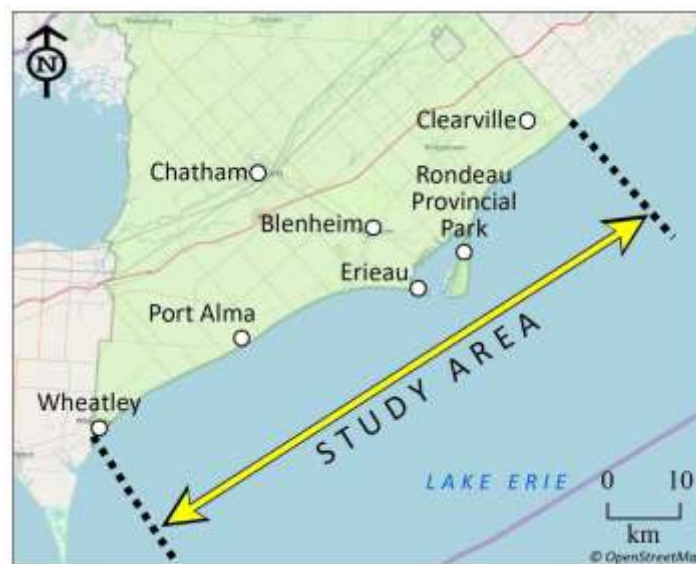 N
Clearville
Chatham
Rondeau
Provincial
Park
Blenheim
Erieau
Port Alma
STUDY AREA
Wheatley
LAKE ERIE
0 10
km
© OpenStreetMa